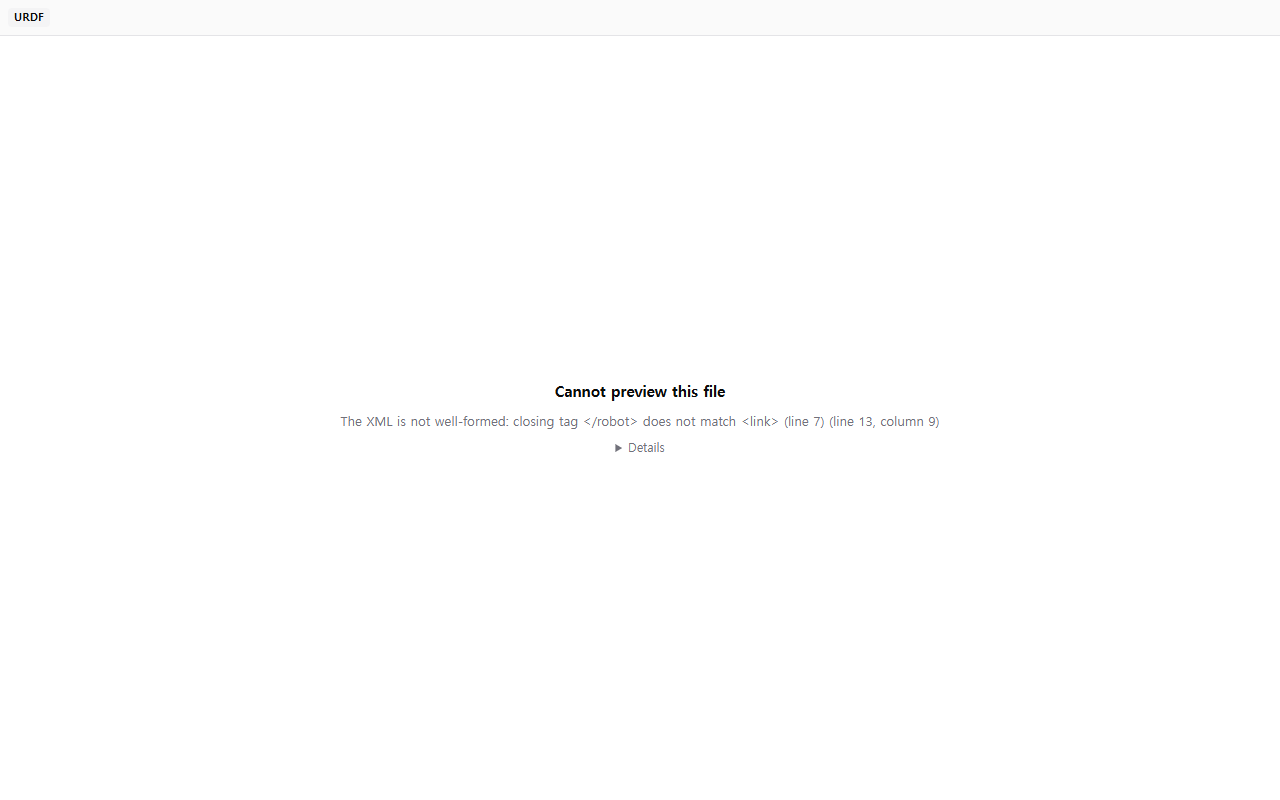 URDF
Cannot preview this file
The XML is not well-formed: closing tag </robot> does not match <link> (line 7) (line 13, column 9)
▶ Details